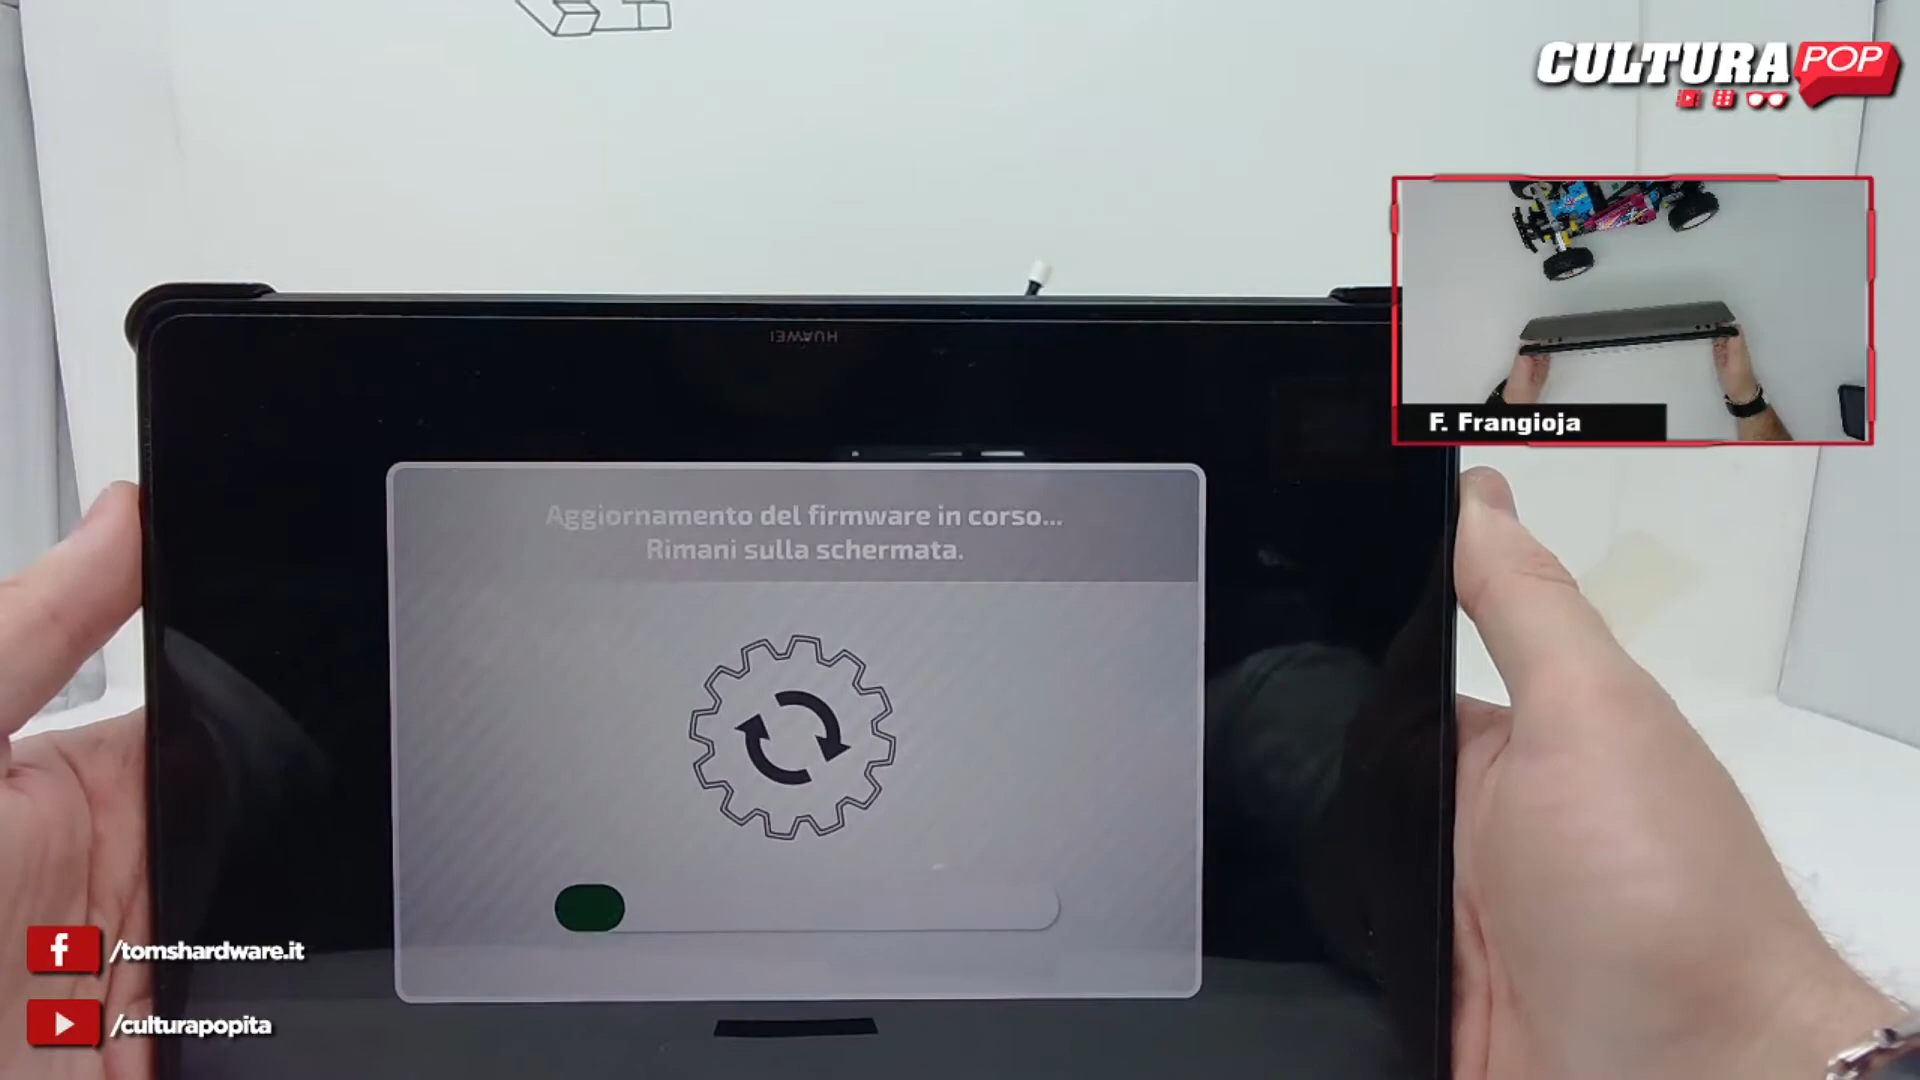 CULTURA POP
HUAWEI
F. Frangioja
Aggiornamento del firmware in corso...
Rimani sulla schermata.
/tomshardware.it
/culturapopita